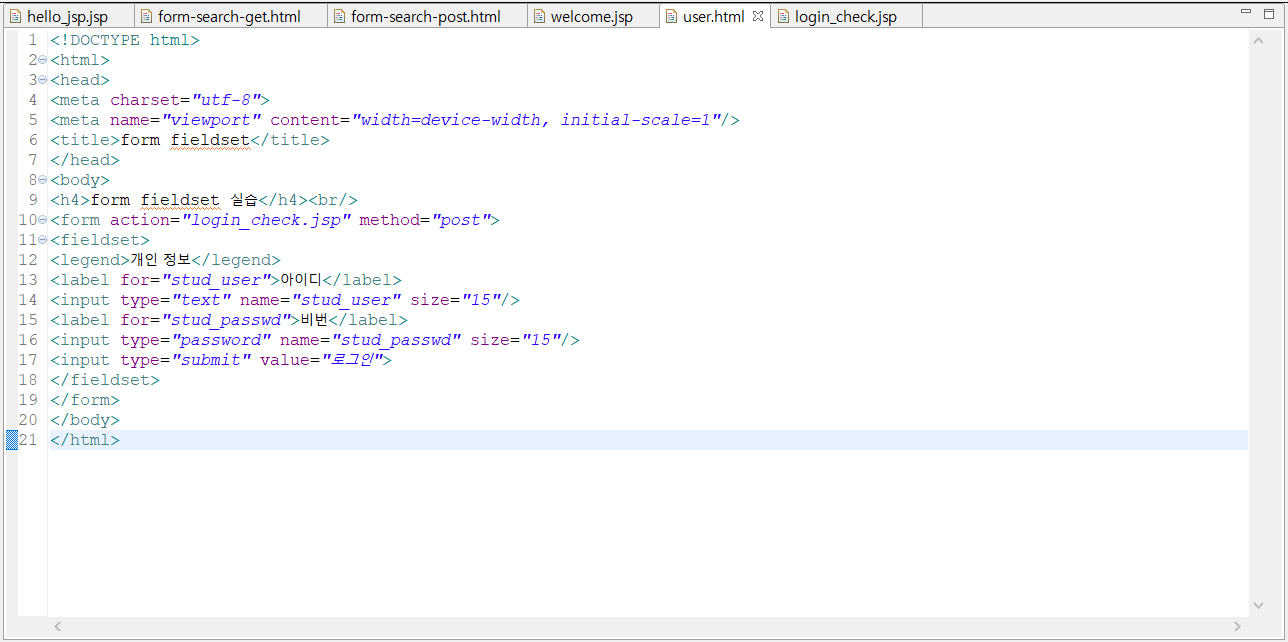 hello_jsp.jsp form-search-get.html form-search-post.html welcome.jsp user.html login_check.jsp
1 <!DOCTYPE html>
2 <html>
3 <head>
4 <meta charset="utf-8">
5 <meta name="viewport" content="width=device-width, initial-scale=1"/>
6 <title>form fieldset</title>
7 </head>
8 <body>
9 <h4>form fieldset 실습</h4><br/>
10 <form action="login_check.jsp" method="post">
11 <fieldset>
12 <legend>개인 정보</legend>
13 <label for="stud_user">아이디</label>
14 <input type="text" name="stud_user" size="15"/>
15 <label for="stud_passwd">비번</label>
16 <input type="password" name="stud_passwd" size="15"/>
17 <input type="submit" value="로그인">
18 </fieldset>
19 </form>
20 </body>
21 </html>